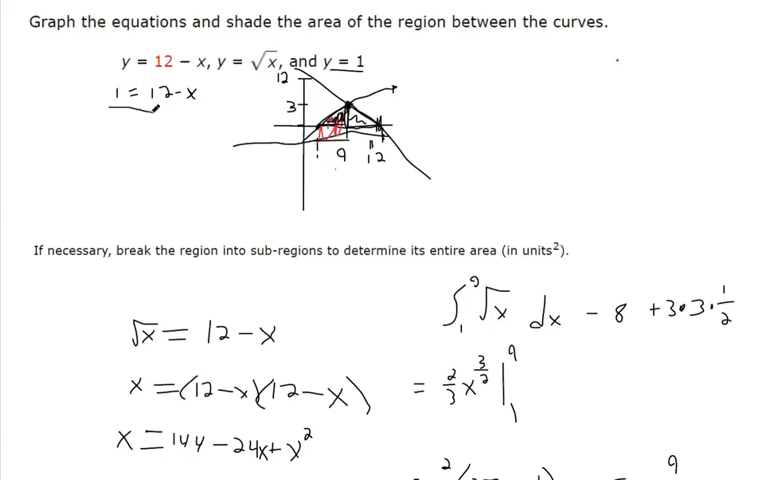 Graph the equations and shade the area of the region between the curves.
y = 12 − x, y = √x, and y = 1
1 = 12-x
12
3
1 9 11 12
If necessary, break the region into sub-regions to determine its entire area (in units²).
∫₁⁹ √x dx - 8 + 3•3•1/2
√x = 12 - x
x = (12-x)(12-x)
= 2/3 x^3/2 |₁⁹
x = 144 - 24x + x²